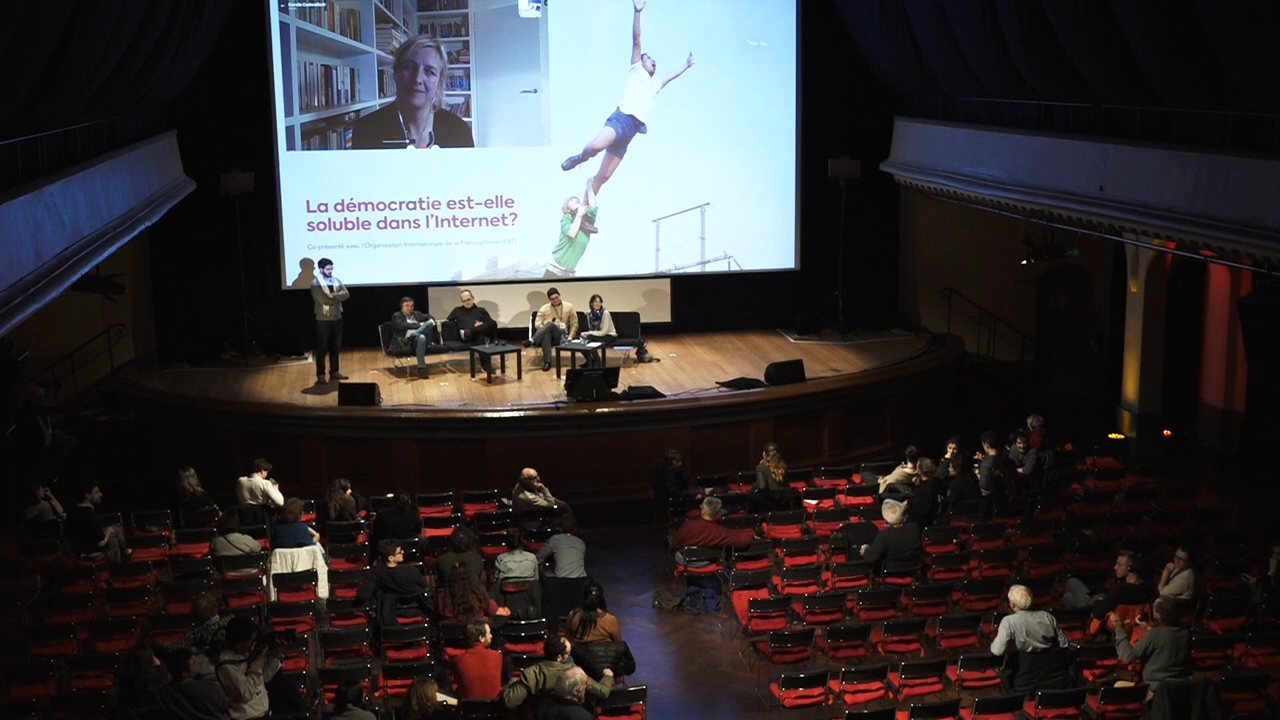 La démocratie est-elle
soluble dans l'Internet?
Co-présenté avec l'Organisation Internationale de la Francophonie (OIF)